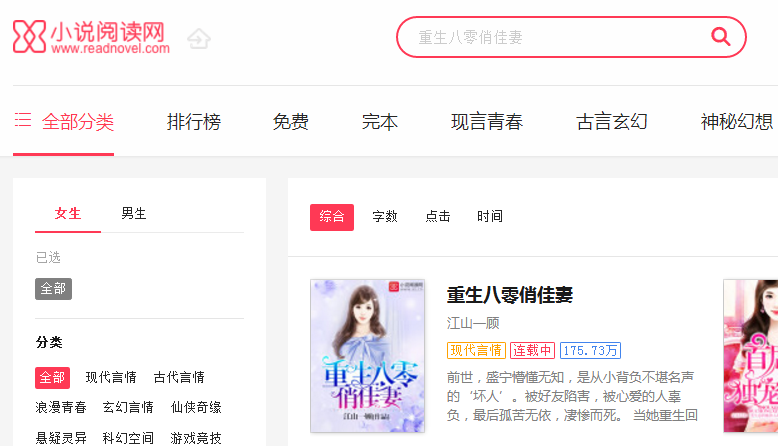 小说阅读网
www.readnovel.com
重生八零俏佳妻
全部分类 排行榜 免费 完本 现言青春 古言玄幻 神秘幻想
女生 男生
已选
全部
分类
全部 现代言情 古代言情
浪漫青春 玄幻言情 仙侠奇缘
悬疑灵异 科幻空间 游戏竞技
综合 字数 点击 时间
小说阅读网
重生八零
俏佳妻
江山一顾
重生八零俏佳妻
江山一顾
现代言情 连载中 175.73万
前世，盛宁懵懂无知，是从小背负不堪名声
的‘坏人’。被好友陷害，被心爱的人辜
负，最后孤苦无依，凄惨而死。 当她重生回
独龙